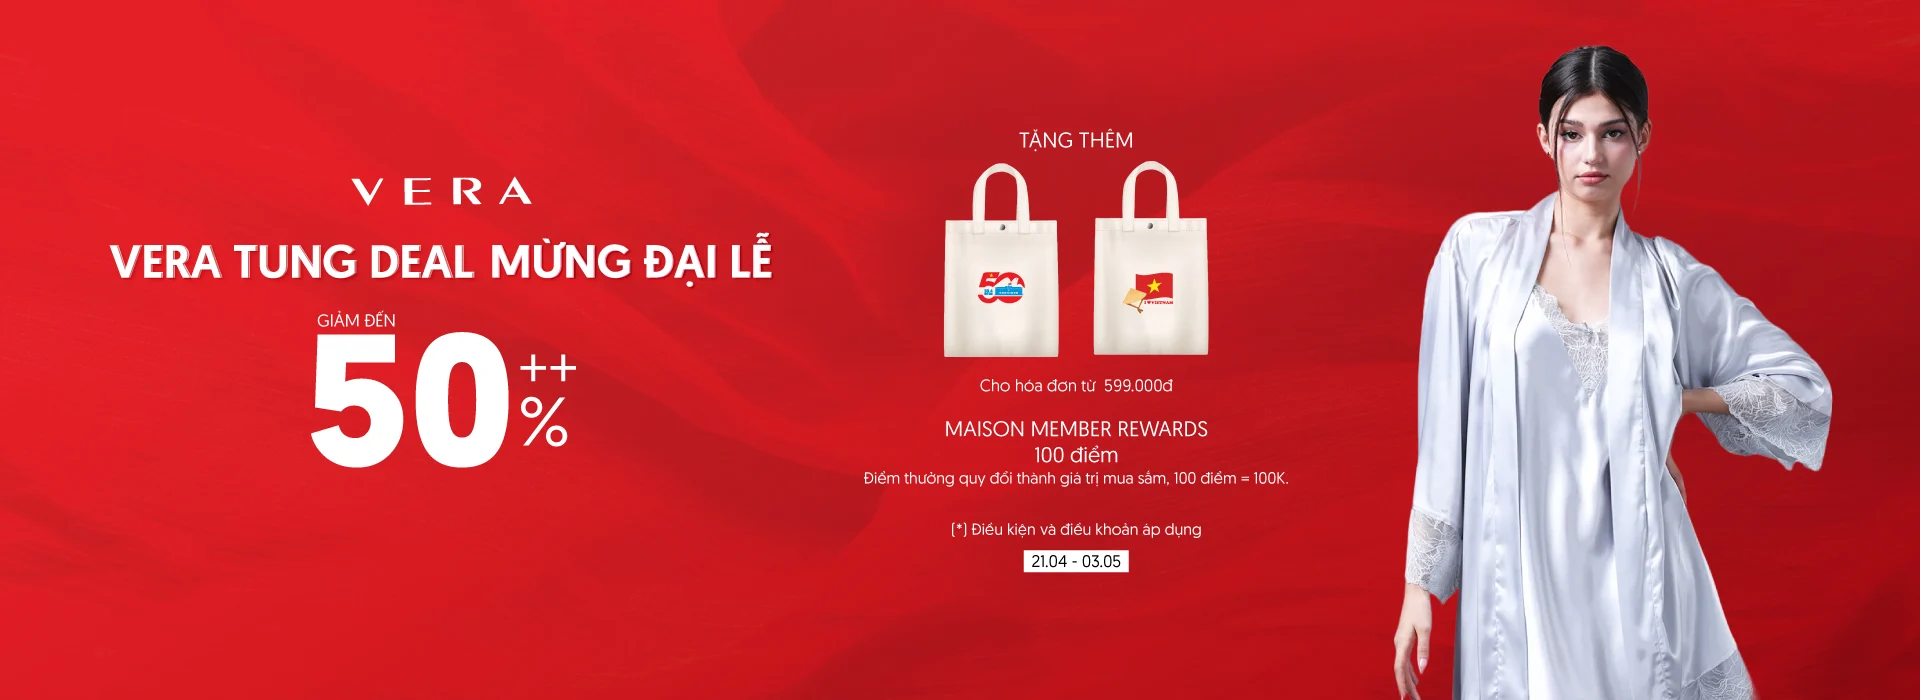 VERA
VERA TUNG DEAL MỪNG ĐẠI LỄ
GIẢM ĐẾN
50++%
TẶNG THÊM
50
I ♥ VIETNAM
Cho hóa đơn từ 599.000đ
MAISON MEMBER REWARDS
100 điểm
Điểm thưởng quy đổi thành giá trị mua sắm, 100 điểm = 100K.
(*) Điều kiện và điều khoản áp dụng
21.04 - 03.05